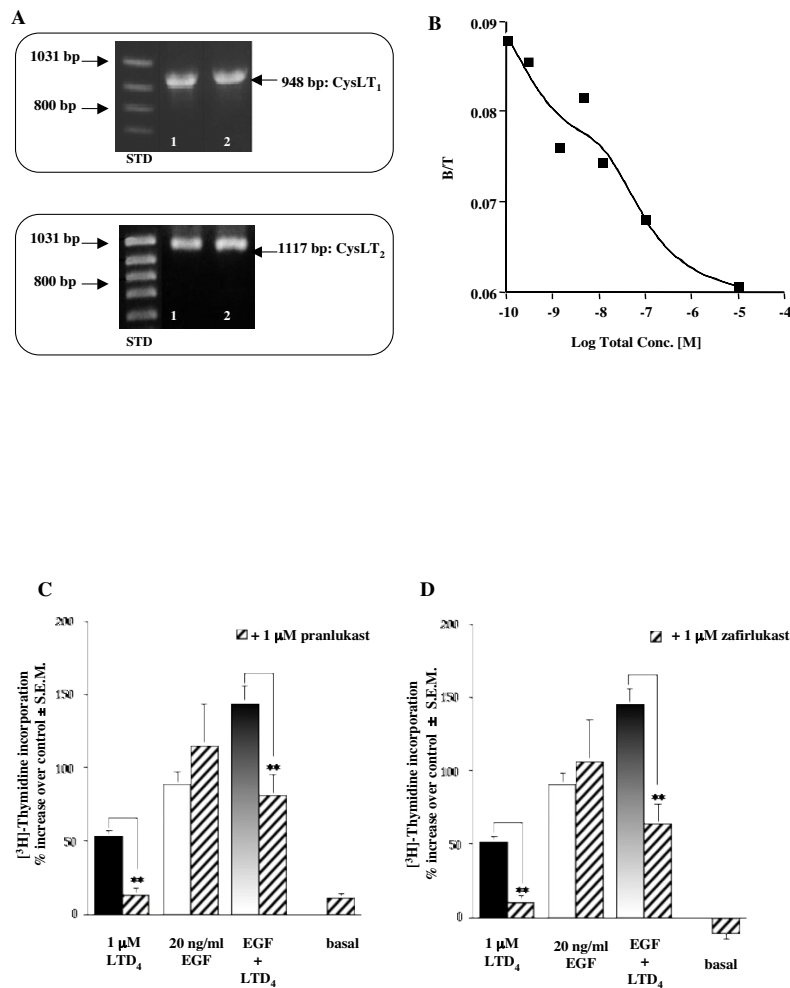 A
1031 bp
800 bp
948 bp: CysLT₁
1 2
STD
1031 bp
800 bp
1117 bp: CysLT₂
1 2
STD
B
0.09
0.08
0.07
0.06
B/T
-10 -9 -8 -7 -6 -5 -4
Log Total Conc. [M]
C
+ 1 μM pranlukast
[³H]-Thymidine incorporation
% increase over control ± S.E.M.
200
150
100
50
0
**
**
1 μM
LTD₄
20 ng/ml
EGF
EGF
+
LTD₄
basal
D
+ 1 μM zafirlukast
[³H]-Thymidine incorporation
% increase over control ± S.E.M.
200
150
100
50
0
**
**
1 μM
LTD₄
20 ng/ml
EGF
EGF
+
LTD₄
basal